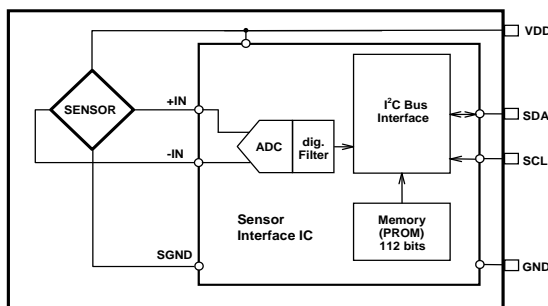 VDD
SENSOR
+IN
-IN
ADC
dig.
Filter
I²C Bus
Interface
SDA
SCL
Sensor
Interface IC
Memory
(PROM)
112 bits
SGND
GND